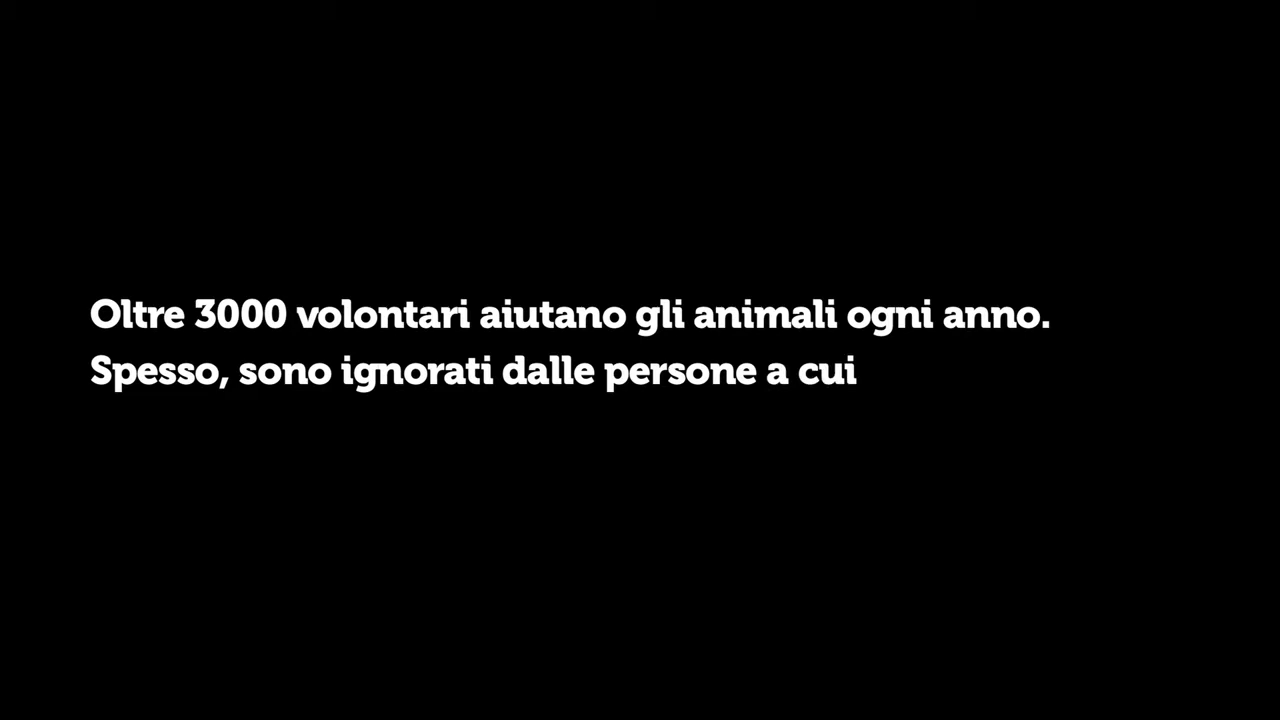 Oltre 3000 volontari aiutano gli animali ogni anno.
Spesso, sono ignorati dalle persone a cui